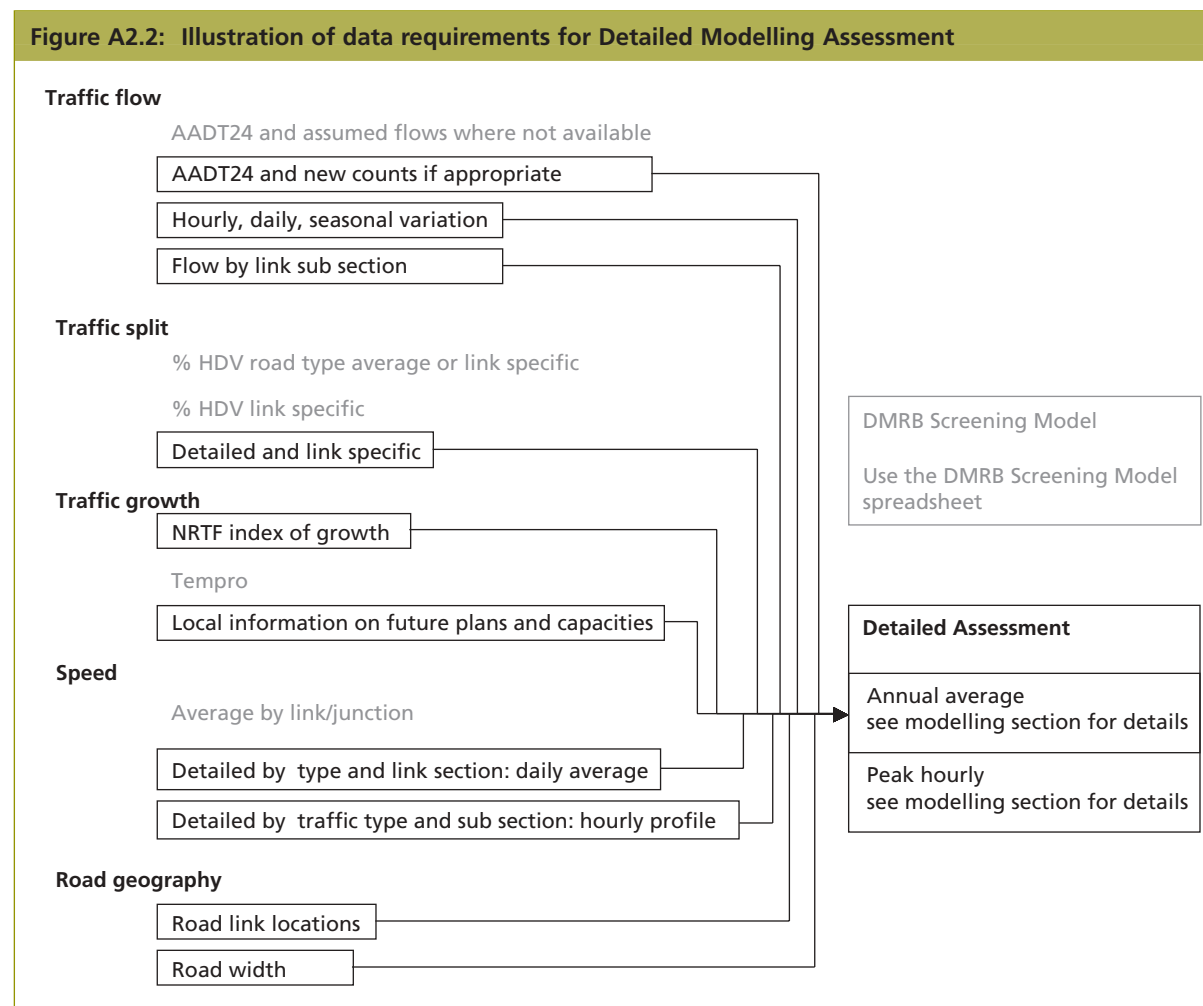 Figure A2.2: Illustration of data requirements for Detailed Modelling Assessment
Traffic flow
AADT24 and assumed flows where not available
AADT24 and new counts if appropriate
Hourly, daily, seasonal variation
Flow by link sub section
Traffic split
% HDV road type average or link specific
% HDV link specific
Detailed and link specific
Traffic growth
NRTF index of growth
Tempro
Local information on future plans and capacities
Speed
Average by link/junction
Detailed by type and link section: daily average
Detailed by traffic type and sub section: hourly profile
Road geography
Road link locations
Road width
DMRB Screening Model
Use the DMRB Screening Model
spreadsheet
Detailed Assessment
Annual average
see modelling section for details
Peak hourly
see modelling section for details